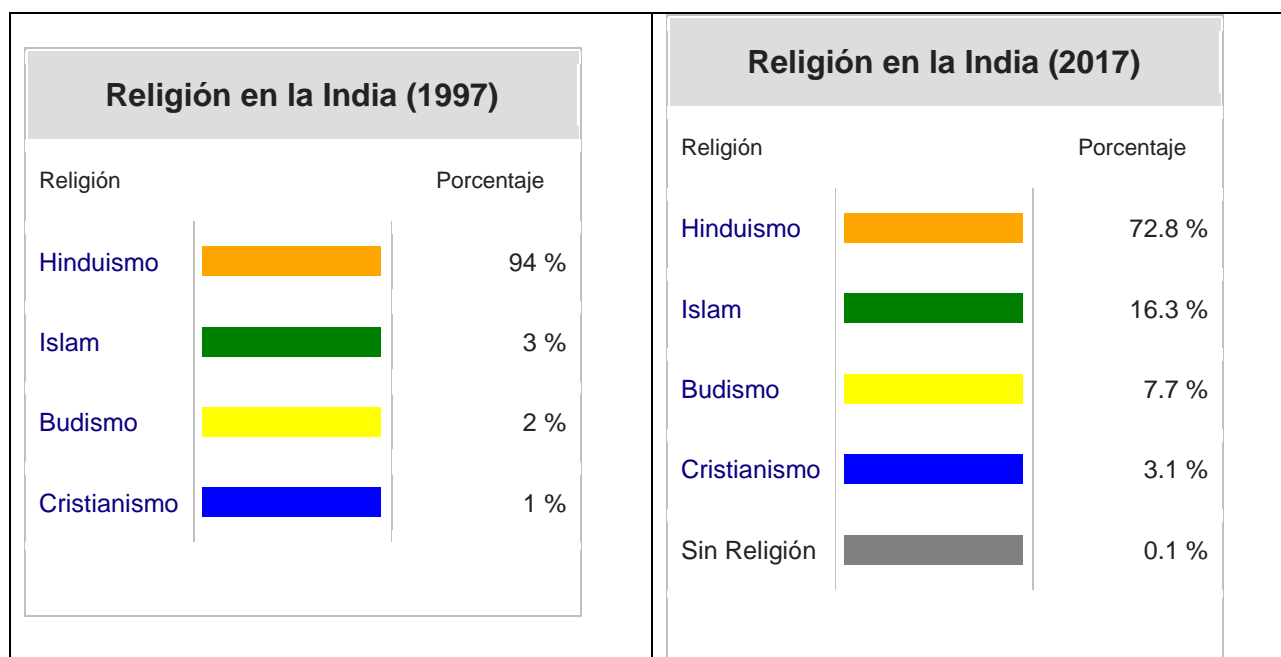 Religión en la India (1997)
Religión Porcentaje
Hinduismo 94 %
Islam 3 %
Budismo 2 %
Cristianismo 1 %
Religión en la India (2017)
Religión Porcentaje
Hinduismo 72.8 %
Islam 16.3 %
Budismo 7.7 %
Cristianismo 3.1 %
Sin Religión 0.1 %